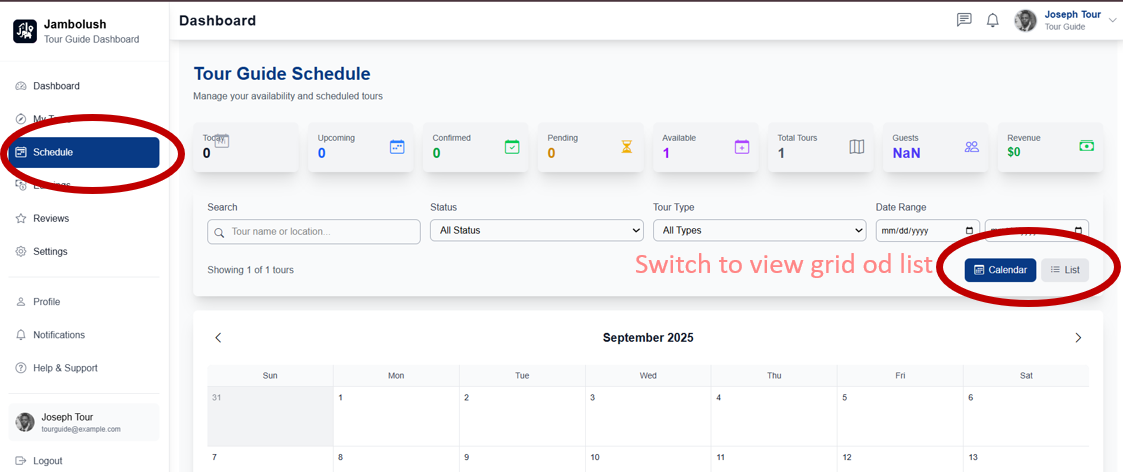 Jambolush
Tour Guide Dashboard
Dashboard
Joseph Tour
Tour Guide
Dashboard
My Tours
Schedule
Earnings
Reviews
Settings
Profile
Notifications
Help & Support
Joseph Tour
tourguide@example.com
Logout
Tour Guide Schedule
Manage your availability and scheduled tours
Today
0
Upcoming
0
Confirmed
0
Pending
0
Available
1
Total Tours
1
Guests
NaN
Revenue
$0
Search
Tour name or location...
Status
All Status
Tour Type
All Types
Date Range
mm/dd/yyyy
mm/dd/yyyy
Showing 1 of 1 tours
Switch to view grid od list
Calendar
List
September 2025
Sun Mon Tue Wed Thu Fri Sat
31 1 2 3 4 5 6
7 8 9 10 11 12 13